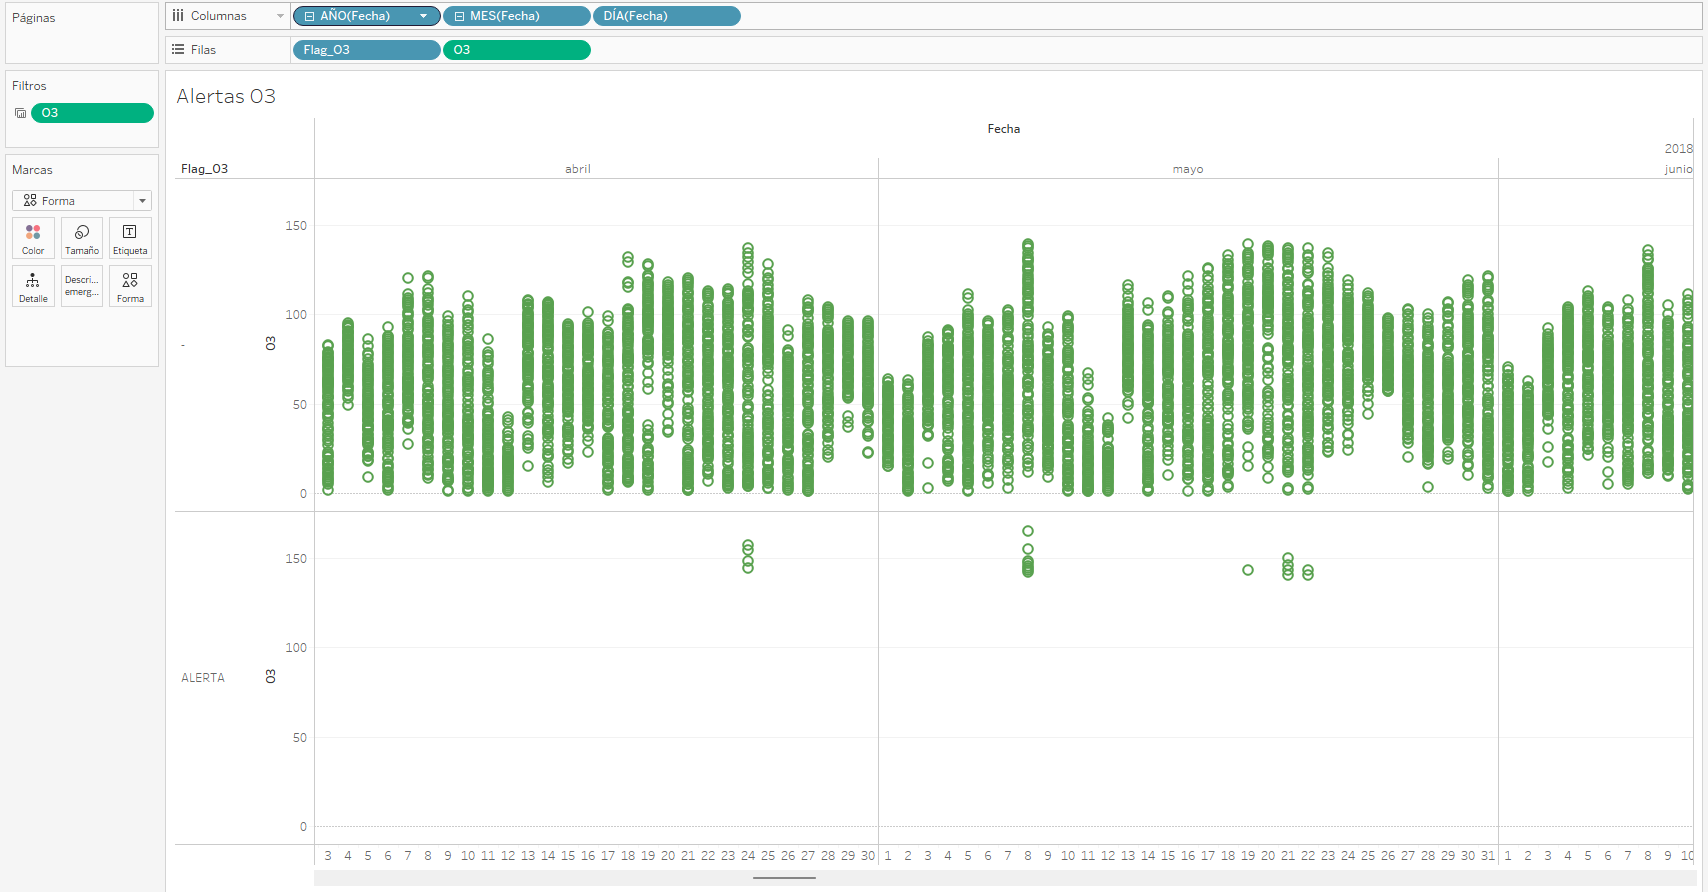 Páginas
Columnas AÑO(Fecha) MES(Fecha) DÍA(Fecha)
Filas Flag_O3 O3
Filtros
O3
Marcas
Forma
Color Tamaño Etiqueta
Detalle Descri... emerg... Forma
Alertas O3
Fecha
2018
Flag_O3 abril mayo junio
150
100
- O3
50
0
150
100
ALERTA O3
50
0
3 4 5 6 7 8 9 10 11 12 13 14 15 16 17 18 19 20 21 22 23 24 25 26 27 28 29 30 1 2 3 4 5 6 7 8 9 10 11 12 13 14 15 16 17 18 19 20 21 22 23 24 25 26 27 28 29 30 31 1 2 3 4 5 6 7 8 9 10